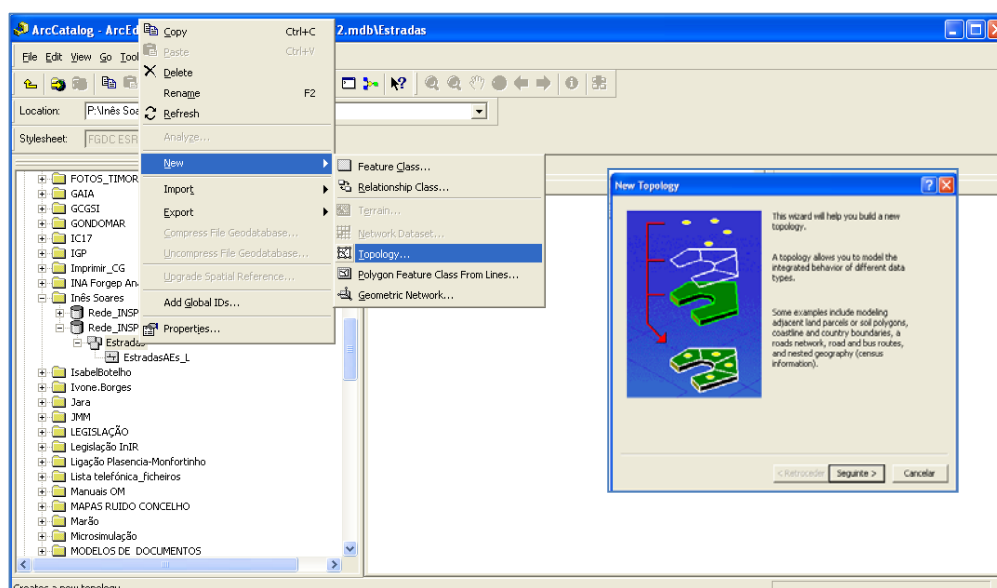 ArcCatalog - ArcEd
2.mdb\Estradas
File Edit View Go Tool
Location: P:\Inês Soa
Stylesheet: FGDC ESR
Copy Ctrl+C
Paste Ctrl+V
Delete
Rename F2
Refresh
Analyze...
New
Import
Export
Compress File Geodatabase...
Uncompress File Geodatabase...
Upgrade Spatial Reference...
Add Global IDs...
Properties...
Feature Class...
Relationship Class...
Terrain...
Network Dataset...
Topology...
Polygon Feature Class From Lines...
Geometric Network...
FOTOS_TIMOR
GAIA
GCGSI
GONDOMAR
IC17
IGP
Imprimir_CG
INA Forgep An
Inês Soares
Rede_INSP
Rede_INSP
Estradas
EstradasAEs_L
IsabelBotelho
Ivone.Borges
Jara
JMM
LEGISLAÇÃO
Legislação InIR
Ligação Plasencia-Monfortinho
Lista telefónica_ficheiros
Manuais OM
MAPAS RUIDO CONCELHO
Marão
Microsimulação
MODELOS DE DOCUMENTOS
New Topology
This wizard will help you build a new
topology.
A topology allows you to model the
integrated behavior of different data
types.
Some examples include modeling
adjacent land parcels or soil polygons,
coastline and country boundaries, a
roads network, road and bus routes,
and nested geography (census
information).
< Retroceder Seguinte > Cancelar
Creates a new topology